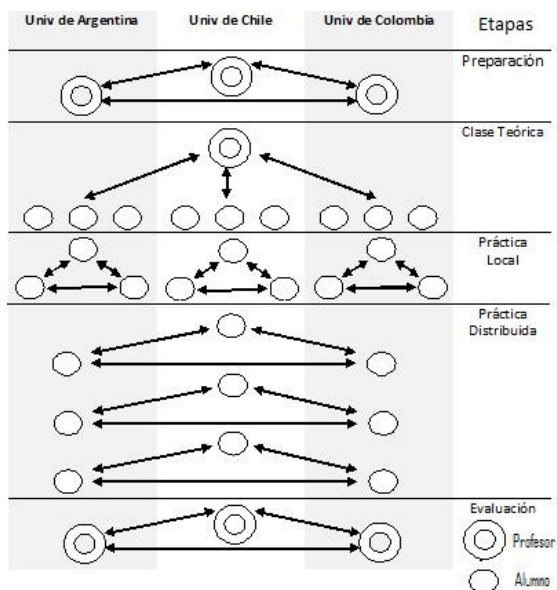 Univ de Argentina
Univ de Chile
Univ de Colombia
Etapas
Preparación
Clase Teórica
Práctica
Local
Práctica
Distribuida
Evaluación
Profesor
Alumno